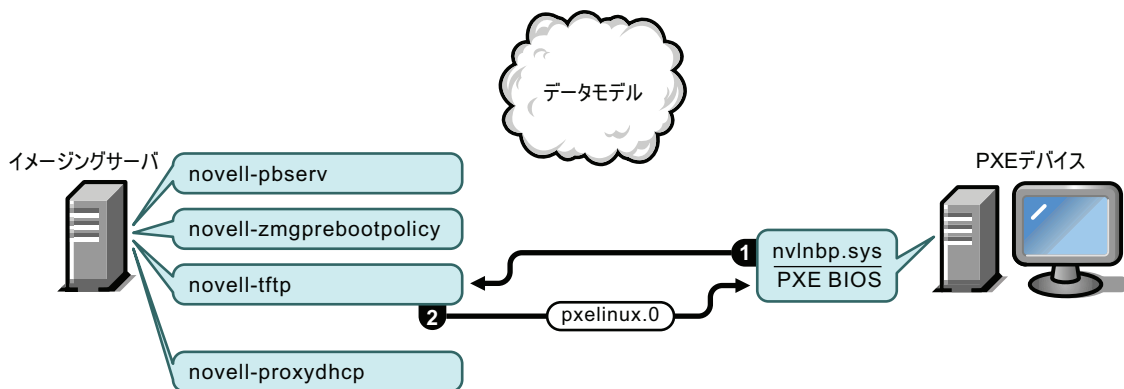 データモデル
イメージングサーバ
PXEデバイス
novell-pbserv
novell-zmgprebootpolicy
novell-tftp
novell-proxydhcp
1
nvlnbp.sys
PXE BIOS
2
pxelinux.0